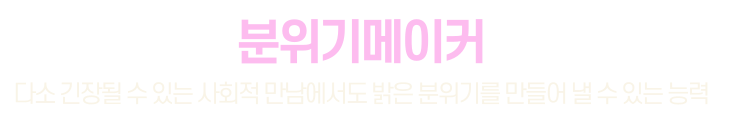 분위기메이커
다소 긴장될 수 있는 사회적 만남에서도 밝은 분위기를 만들어 낼 수 있는 능력